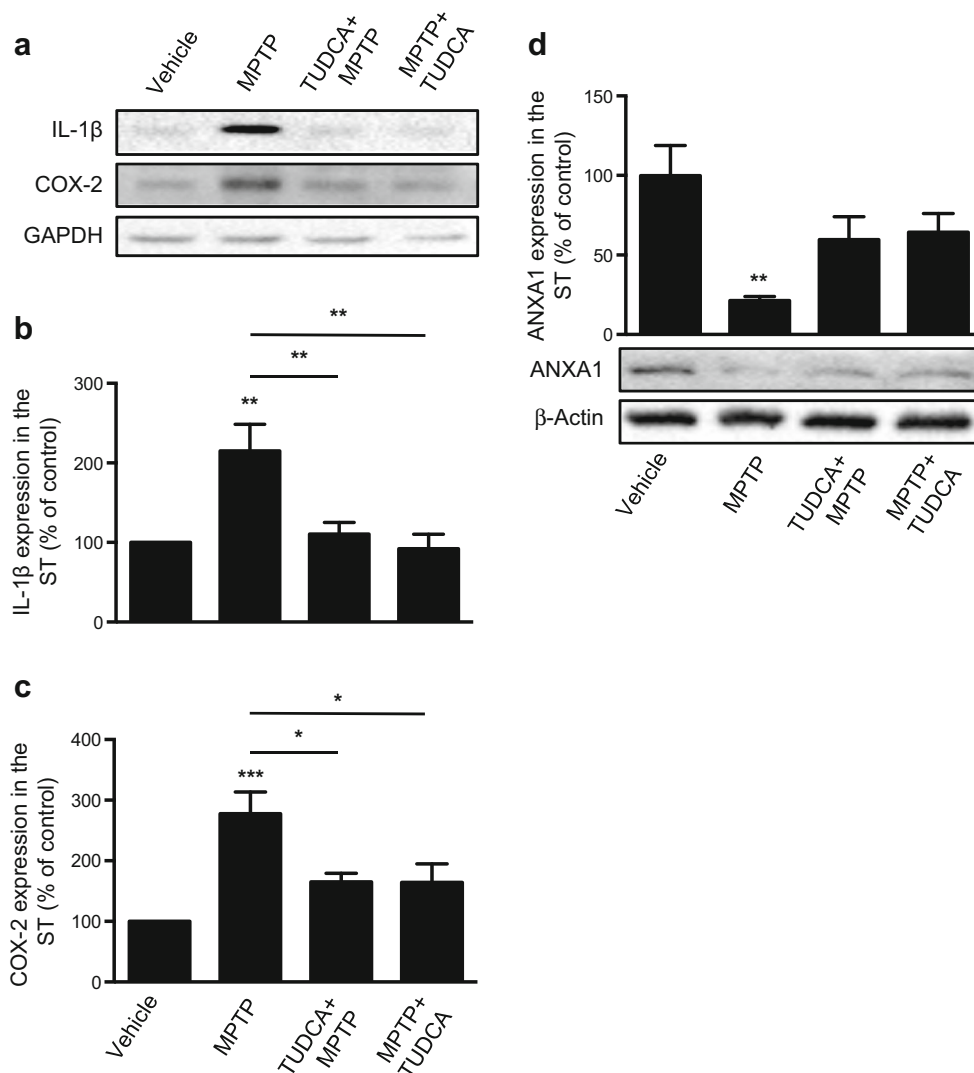 a
Vehicle
MPTP
TUDCA+
MPTP
MPTP+
TUDCA
IL-1β
COX-2
GAPDH
b
IL-1β expression in the
ST (% of control)
300
200
100
0
**
**
**
c
COX-2 expression in the
ST (% of control)
400
300
200
100
0
***
*
*
Vehicle
MPTP
TUDCA+
MPTP
MPTP+
TUDCA
d
ANXA1 expression in the
ST (% of control)
150
100
50
0
**
ANXA1
β-Actin
Vehicle
MPTP
TUDCA+
MPTP
MPTP+
TUDCA